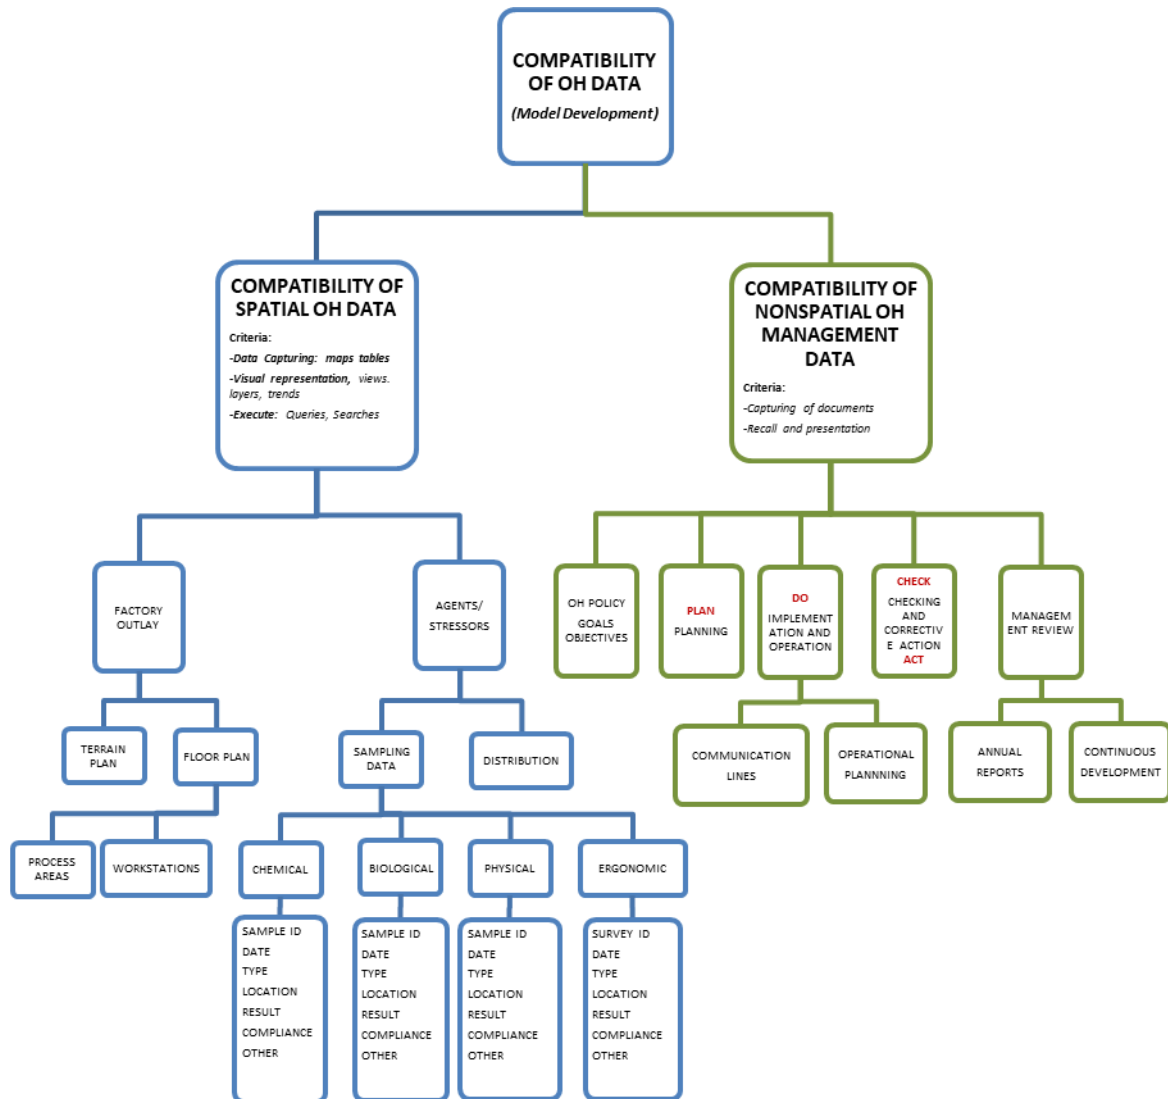 COMPATIBILITY
OF OH DATA
(Model Development)
COMPATIBILITY OF
SPATIAL OH DATA
Criteria:
-Data Capturing: maps tables
-Visual representation, views.
layers, trends
-Execute: Queries, Searches
COMPATIBILITY OF
NONSPATIAL OH
MANAGEMENT
DATA
Criteria:
-Capturing of documents
-Recall and presentation
FACTORY
OUTLAY
AGENTS/
STRESSORS
OH POLICY
GOALS
OBJECTIVES
PLAN
PLANNING
DO
IMPLEMENT
ATION AND
OPERATION
CHECK
CHECKING
AND
CORRECTIV
E ACTION
ACT
MANAGEM
ENT REVIEW
TERRAIN
PLAN
FLOOR PLAN
SAMPLING
DATA
DISTRIBUTION
COMMUNICATION
LINES
OPERATIONAL
PLANNNING
ANNUAL
REPORTS
CONTINUOUS
DEVELOPMENT
PROCESS
AREAS
WORKSTATIONS
CHEMICAL
BIOLOGICAL
PHYSICAL
ERGONOMIC
SAMPLE ID
DATE
TYPE
LOCATION
RESULT
COMPLIANCE
OTHER
SAMPLE ID
DATE
TYPE
LOCATION
RESULT
COMPLIANCE
OTHER
SAMPLE ID
DATE
TYPE
LOCATION
RESULT
COMPLIANCE
OTHER
SURVEY ID
DATE
TYPE
LOCATION
RESULT
COMPLIANCE
OTHER